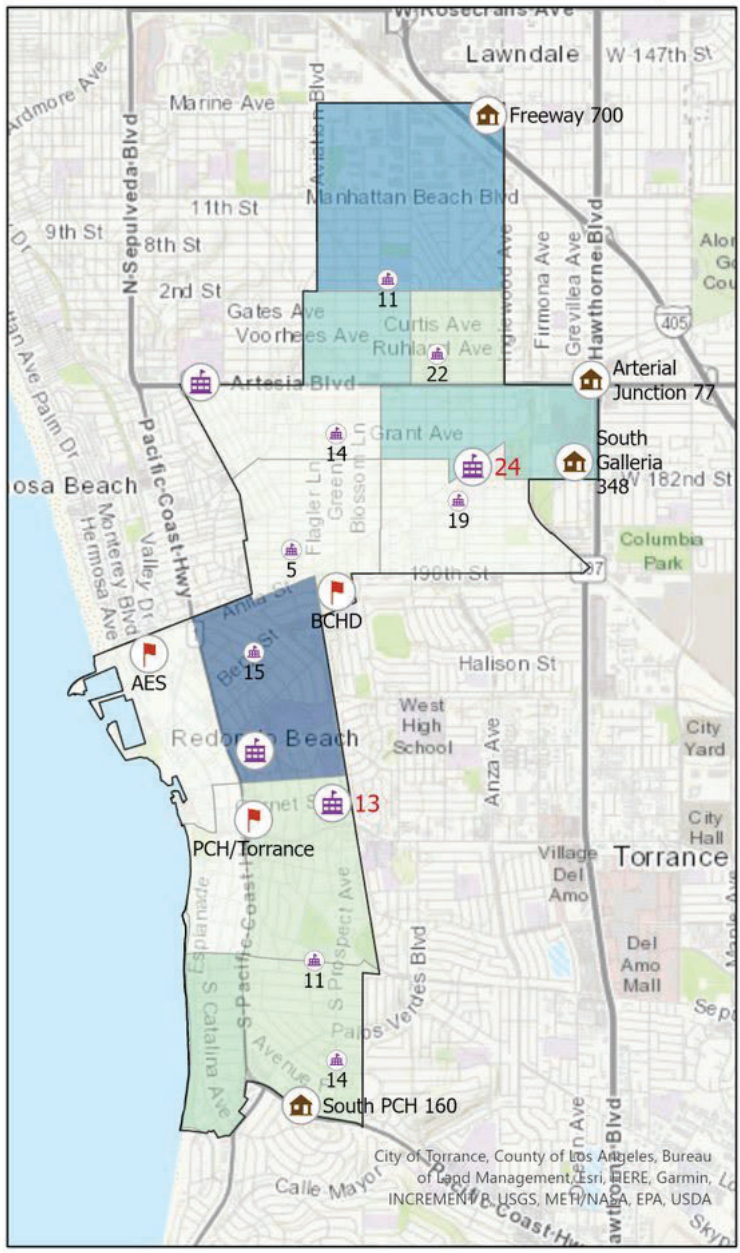 W Rosecrans Ave
Lawndale
W 147th St
Ardmore Ave
Marine Ave
Aviation Blvd
Freeway 700
N Sepulveda Blvd
Manhattan Beach Blvd
11th St
9th St
8th St
Inglewood Ave
Firmona Ave
Grevillea Ave
Hawthorne Blvd
2nd St
11
Gates Ave
Voorhees Ave
Curtis Ave
Ruhland Ave
405
22
Artesia Blvd
Arterial
Junction 77
Palm Dr
Pacific Coast Hwy
14
Grant Ave
South
Galleria
348
24
W 182nd St
osa Beach
Flagler Ln
Green
Blossom Ln
19
Monterey Blvd
Hermosa Ave
Valley Dr
5
Columbia
Park
190th St
Anita St
BCHD
AES
15
Halison St
West
High
School
Redondo Beach
Anza Ave
City
Yard
13
PCH/Torrance
City
Hall
Village
Del
Amo
Torrance
Esplanade
S Pacific Coast H
S Prospect Ave
Del
Amo
Mall
11
S Catalina Ave
Palos Verdes Blvd
Avenue
14
South PCH 160
City of Torrance, County of Los Angeles, Bureau
of Land Management, Esri, HERE, Garmin,
INCREMENT P, USGS, METI/NASA, EPA, USDA
Calle Mayor
Pacific Coast Hw